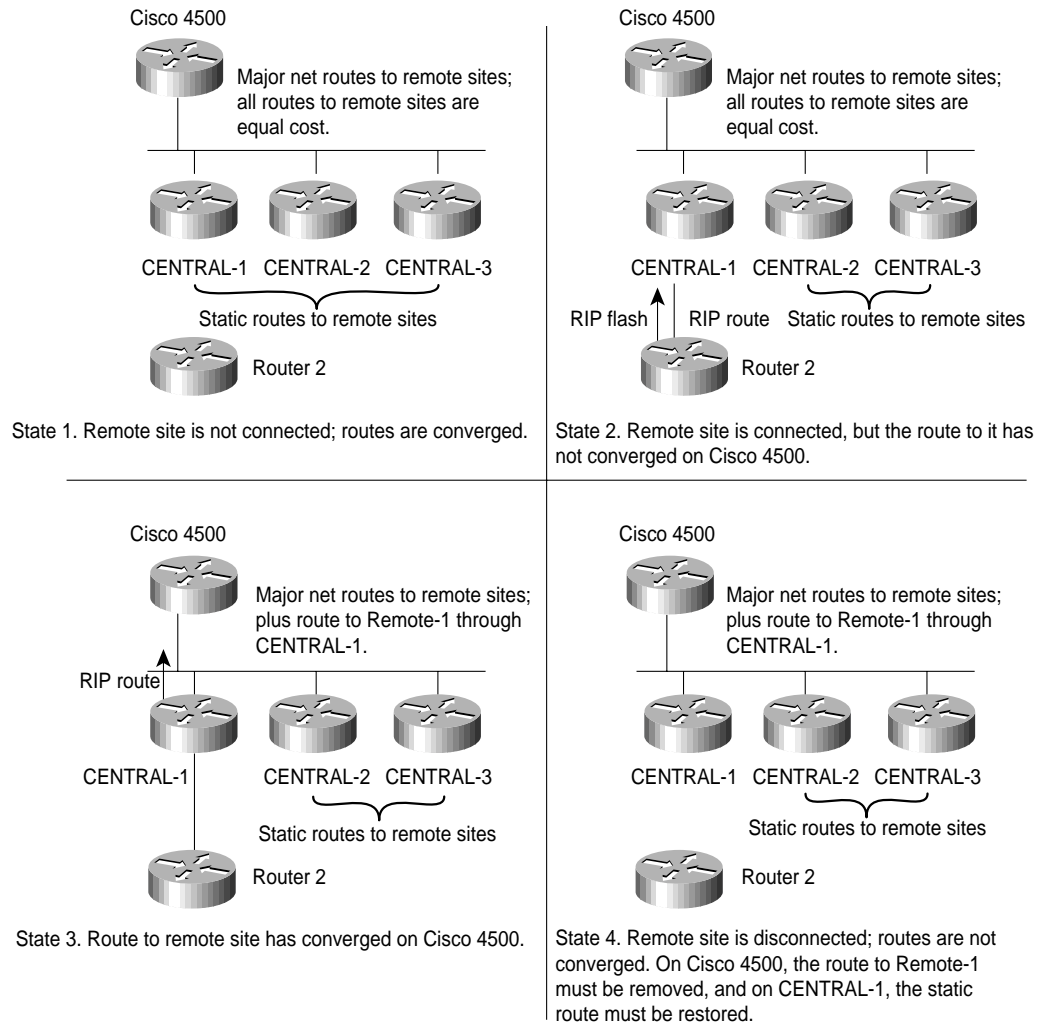 Cisco 4500
Major net routes to remote sites;
all routes to remote sites are
equal cost.
CENTRAL-1 CENTRAL-2 CENTRAL-3
Static routes to remote sites
Router 2
State 1. Remote site is not connected; routes are converged.
Cisco 4500
Major net routes to remote sites;
all routes to remote sites are
equal cost.
CENTRAL-1 CENTRAL-2 CENTRAL-3
RIP flash RIP route Static routes to remote sites
Router 2
State 2. Remote site is connected, but the route to it has
not converged on Cisco 4500.
Cisco 4500
Major net routes to remote sites;
plus route to Remote-1 through
CENTRAL-1.
RIP route
CENTRAL-1 CENTRAL-2 CENTRAL-3
Static routes to remote sites
Router 2
State 3. Route to remote site has converged on Cisco 4500.
Cisco 4500
Major net routes to remote sites;
plus route to Remote-1 through
CENTRAL-1.
CENTRAL-1 CENTRAL-2 CENTRAL-3
Static routes to remote sites
Router 2
State 4. Remote site is disconnected; routes are not
converged. On Cisco 4500, the route to Remote-1
must be removed, and on CENTRAL-1, the static
route must be restored.